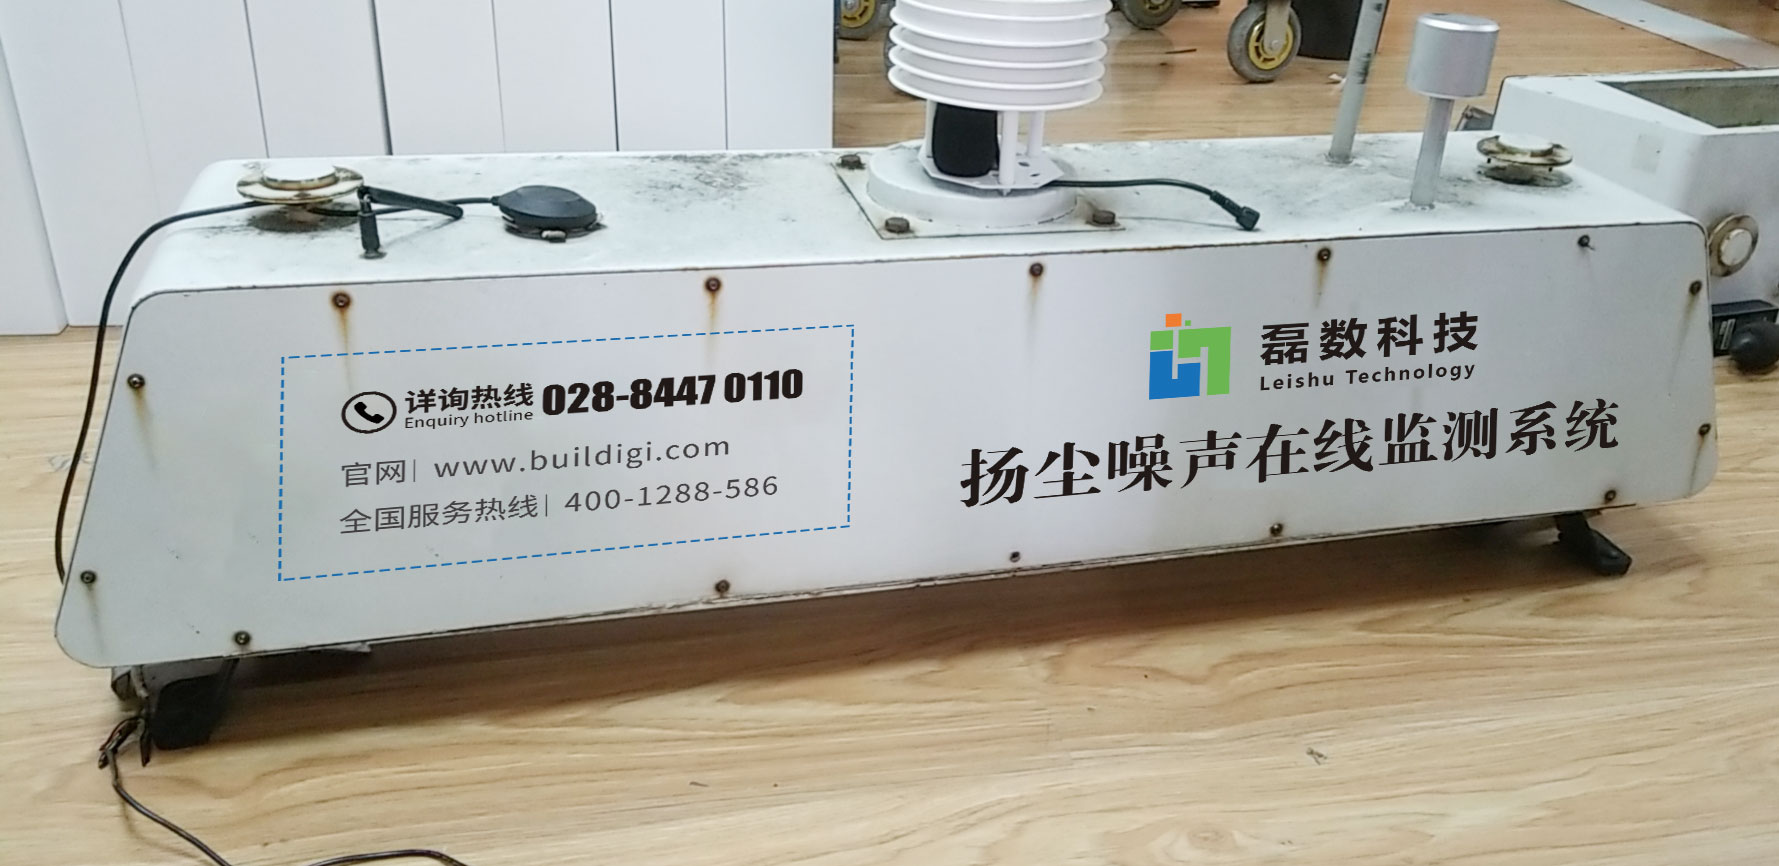 详询热线 028-8447 0110
Enquiry hotline
官网| www.buildigi.com
全国服务热线| 400-1288-586
磊数科技
Leishu Technology
扬尘噪声在线监测系统